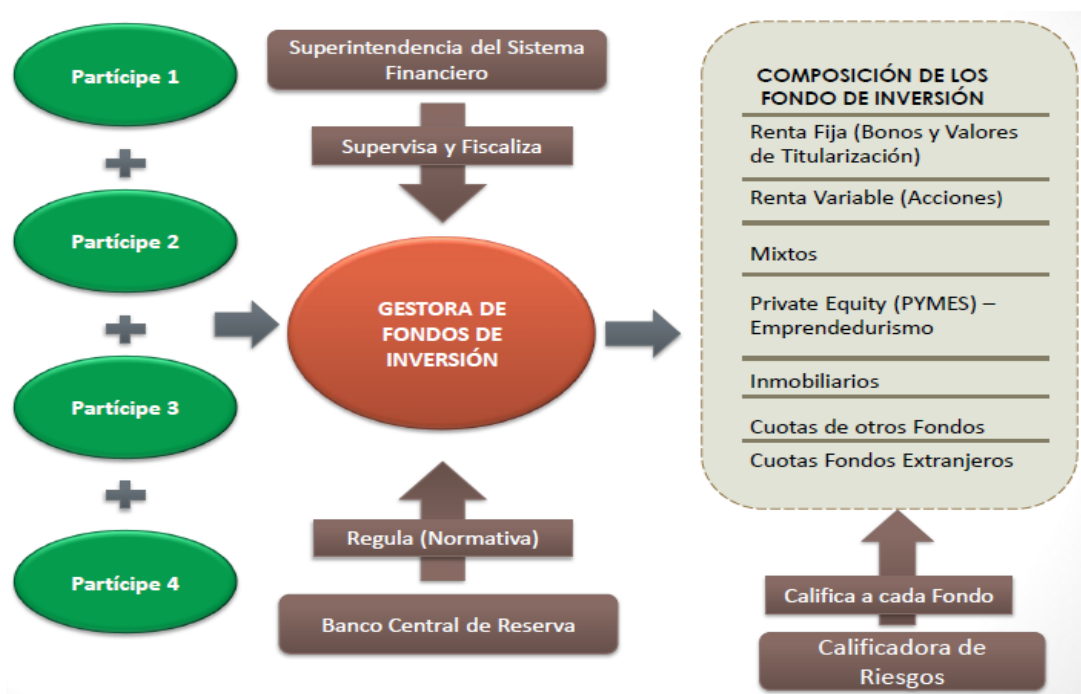 Partícipe 1
Partícipe 2
Partícipe 3
Partícipe 4
Superintendencia del Sistema
Financiero
Supervisa y Fiscaliza
GESTORA DE
FONDOS DE
INVERSIÓN
Regula (Normativa)
Banco Central de Reserva
COMPOSICIÓN DE LOS
FONDO DE INVERSIÓN
Renta Fija (Bonos y Valores
de Titularización)
Renta Variable (Acciones)
Mixtos
Private Equity (PYMES) –
Emprendedurismo
Inmobiliarios
Cuotas de otros Fondos
Cuotas Fondos Extranjeros
Califica a cada Fondo
Calificadora de
Riesgos